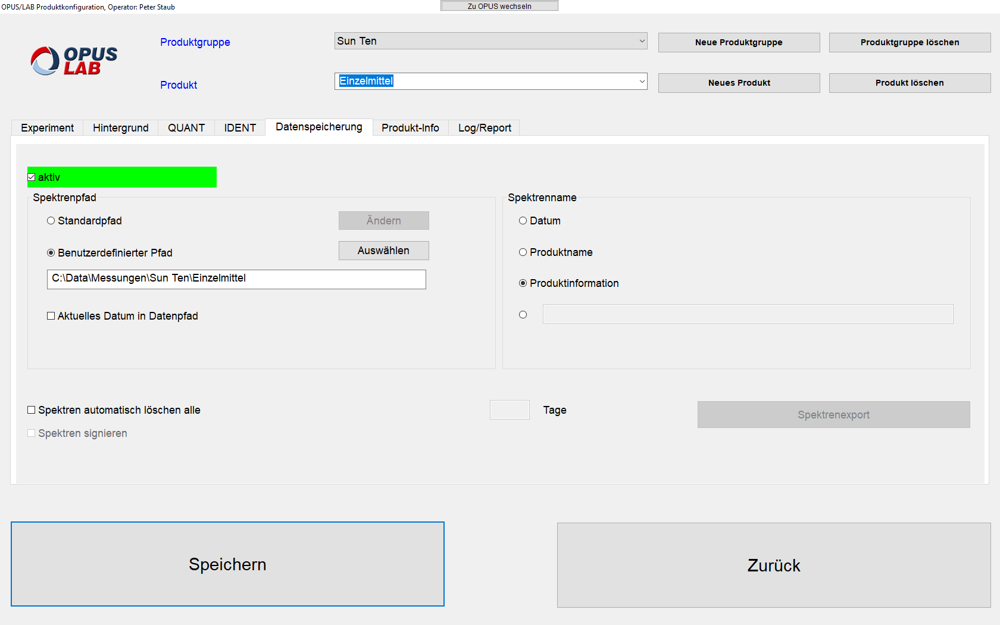 OPUS/LAB Produktkonfiguration, Operator: Peter Staub
Zu OPUS wechseln
OPUS
LAB
Produktgruppe
Sun Ten
Neue Produktgruppe
Produktgruppe löschen
Produkt
Einzelmittel
Neues Produkt
Produkt löschen
Experiment
Hintergrund
QUANT
IDENT
Datenspeicherung
Produkt-Info
Log/Report
aktiv
Spektrenpfad
Standardpfad
Ändern
Benutzerdefinierter Pfad
Auswählen
C:\Data\Messungen\Sun Ten\Einzelmittel
Aktuelles Datum in Datenpfad
Spektrenname
Datum
Produktname
Produktinformation
Spektren automatisch löschen alle
Tage
Spektrenexport
Spektren signieren
Speichern
Zurück